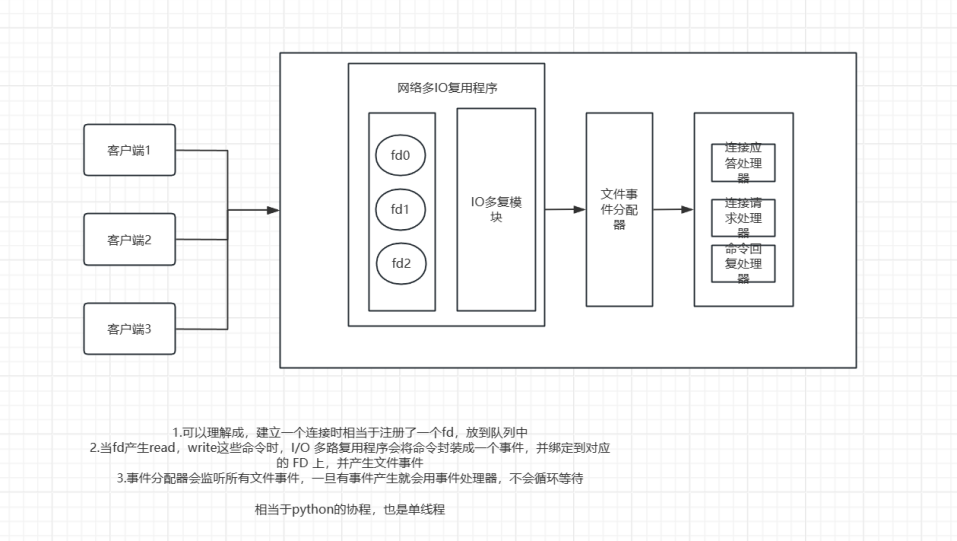 网络多IO复用程序
客户端1
客户端2
客户端3
fd0
fd1
fd2
IO多复模
块
文件事
件分配
器
连接应
答处理
器
连接请
求处理
器
命令回
复处理
器
1.可以理解成，建立一个连接时相当于注册了一个fd，放到队列中
2.当fd产生read，write这些命令时，I/O 多路复用程序会将命令封装成一个事件，并绑定到对应
的 FD 上，并产生文件事件
3.事件分配器会监听所有文件事件，一旦有事件产生就会用事件处理器，不会循环等待
相当于python的协程，也是单线程